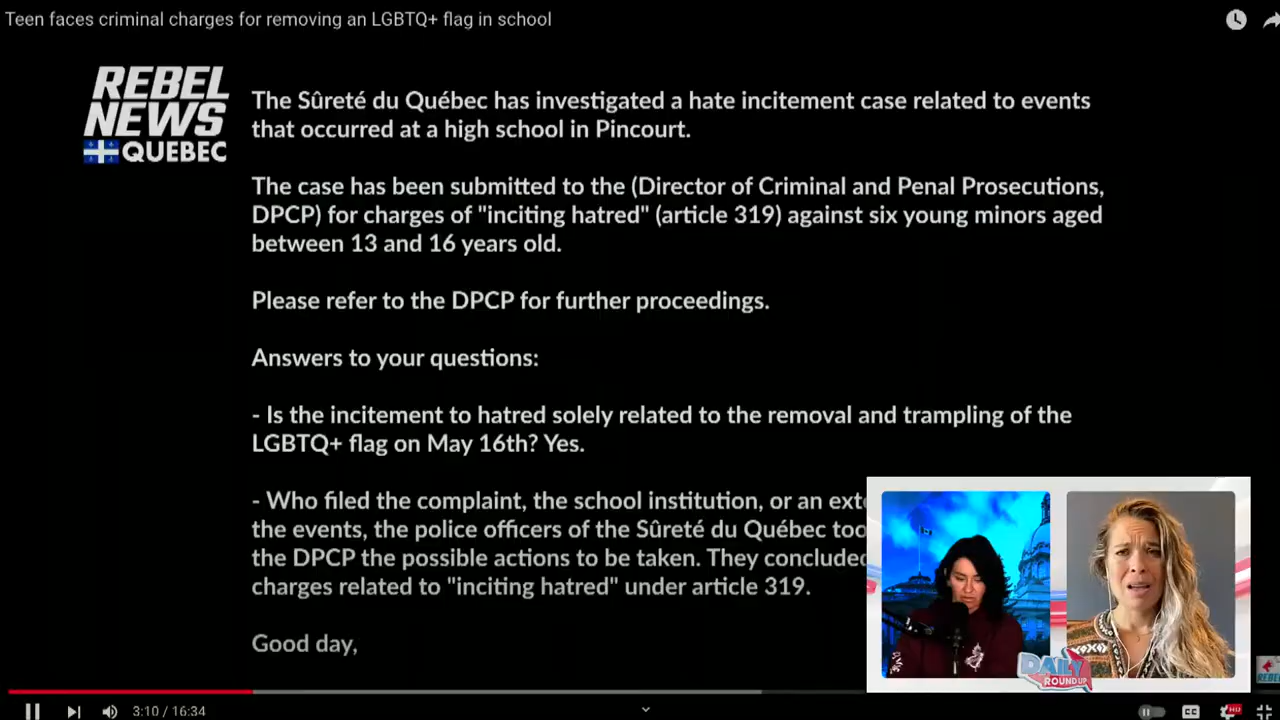 Teen faces criminal charges for removing an LGBTQ+ flag in school
REBEL
NEWS
QUEBEC
The Sûreté du Québec has investigated a hate incitement case related to events
that occurred at a high school in Pincourt.
The case has been submitted to the (Director of Criminal and Penal Prosecutions,
DPCP) for charges of "inciting hatred" (article 319) against six young minors aged
between 13 and 16 years old.
Please refer to the DPCP for further proceedings.
Answers to your questions:
- Is the incitement to hatred solely related to the removal and trampling of the
LGBTQ+ flag on May 16th? Yes.
- Who filed the complaint, the school institution, or an
the events, the police officers of the Sûreté du Québec
the DPCP the possible actions to be taken. They concluded
charges related to "inciting hatred" under article 319.
Good day,
DAILY
ROUNDUP
3:10 / 16:34
CC